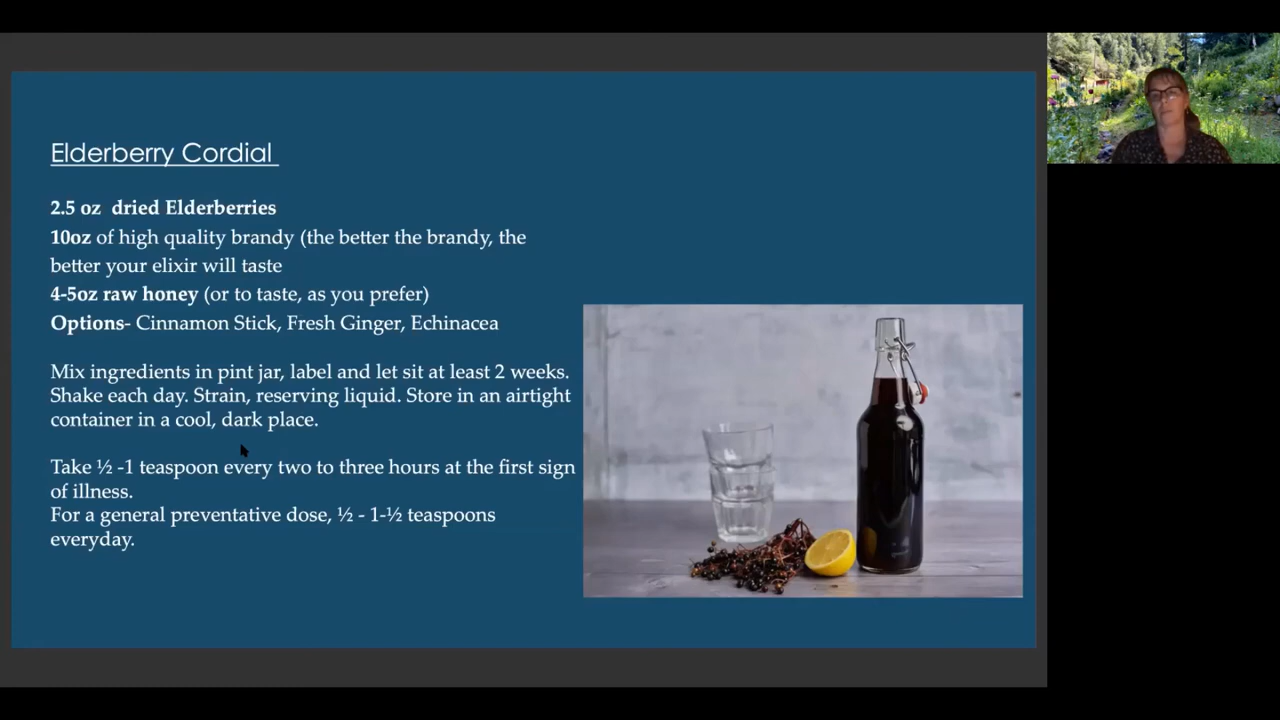 Elderberry Cordial
2.5 oz  dried Elderberries
10oz of high quality brandy (the better the brandy, the
better your elixir will taste
4-5oz raw honey (or to taste, as you prefer)
Options- Cinnamon Stick, Fresh Ginger, Echinacea
Mix ingredients in pint jar, label and let sit at least 2 weeks.
Shake each day. Strain, reserving liquid. Store in an airtight
container in a cool, dark place.
Take ½ -1 teaspoon every two to three hours at the first sign
of illness.
For a general preventative dose, ½ - 1-½ teaspoons
everyday.